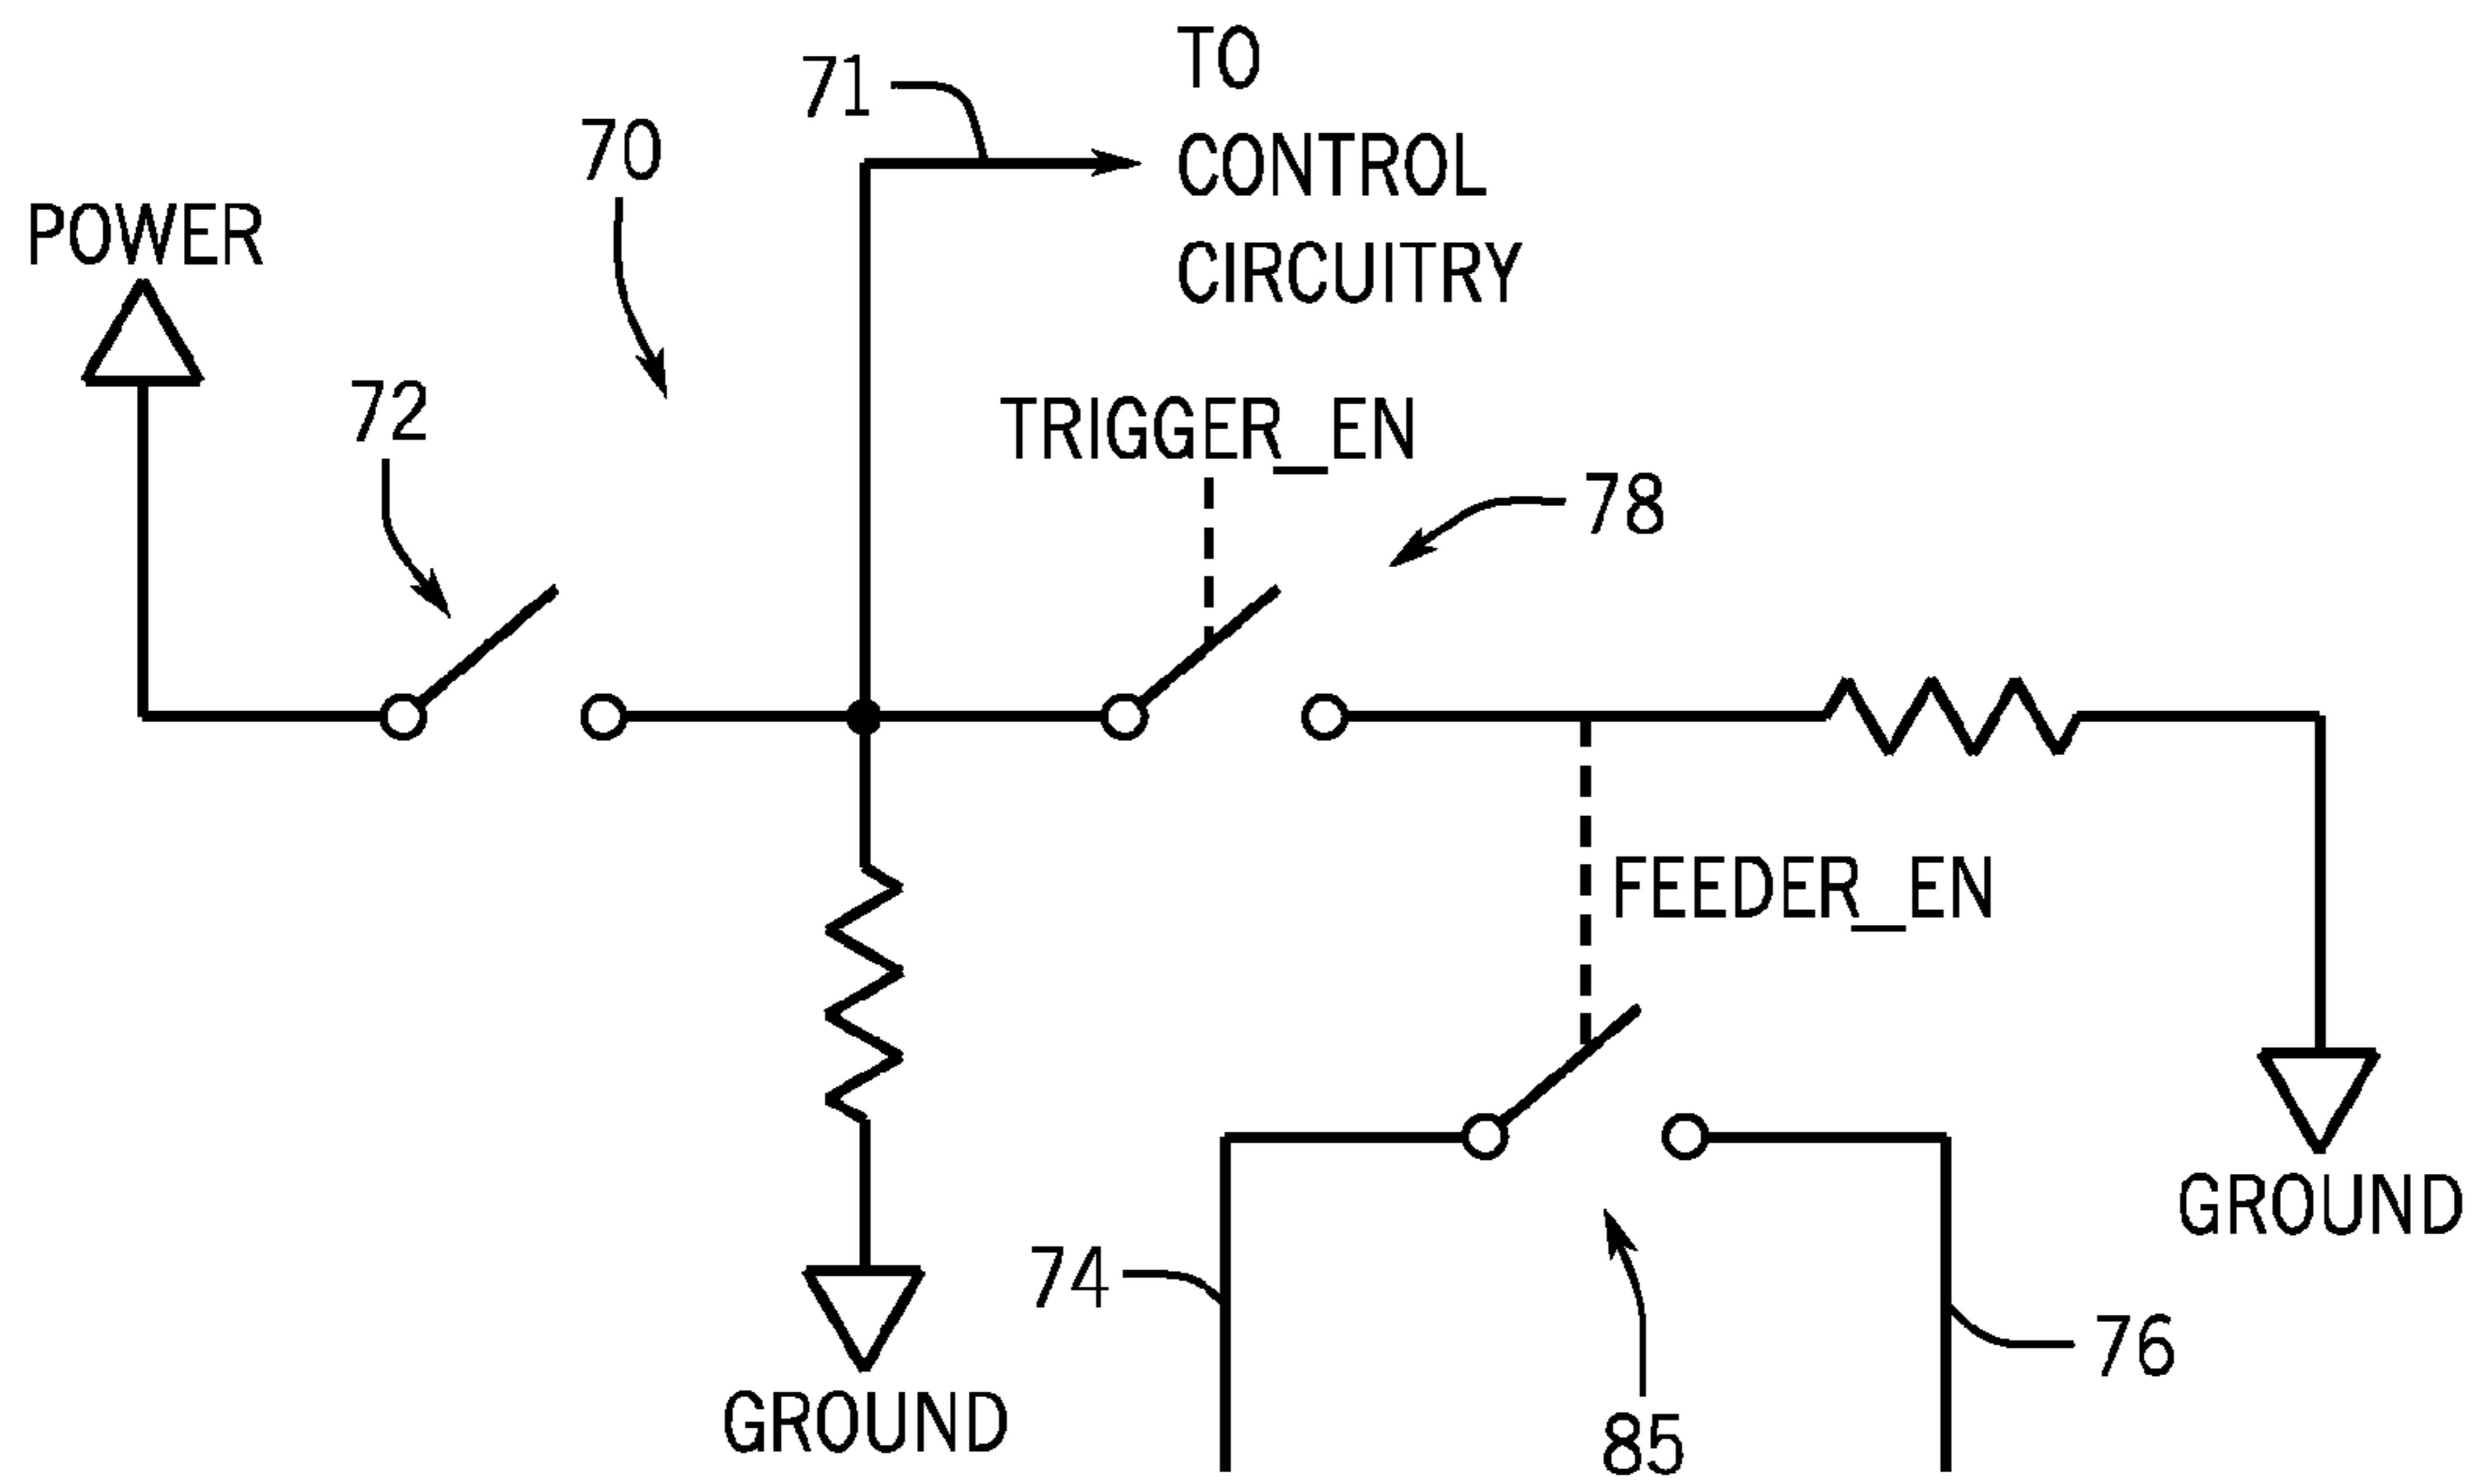 TO
71
CONTROL
70
POWER
CIRCUITRY
72
TRIGGER_EN
78
FEEDER_EN
GROUND
74
76
GROUND
85